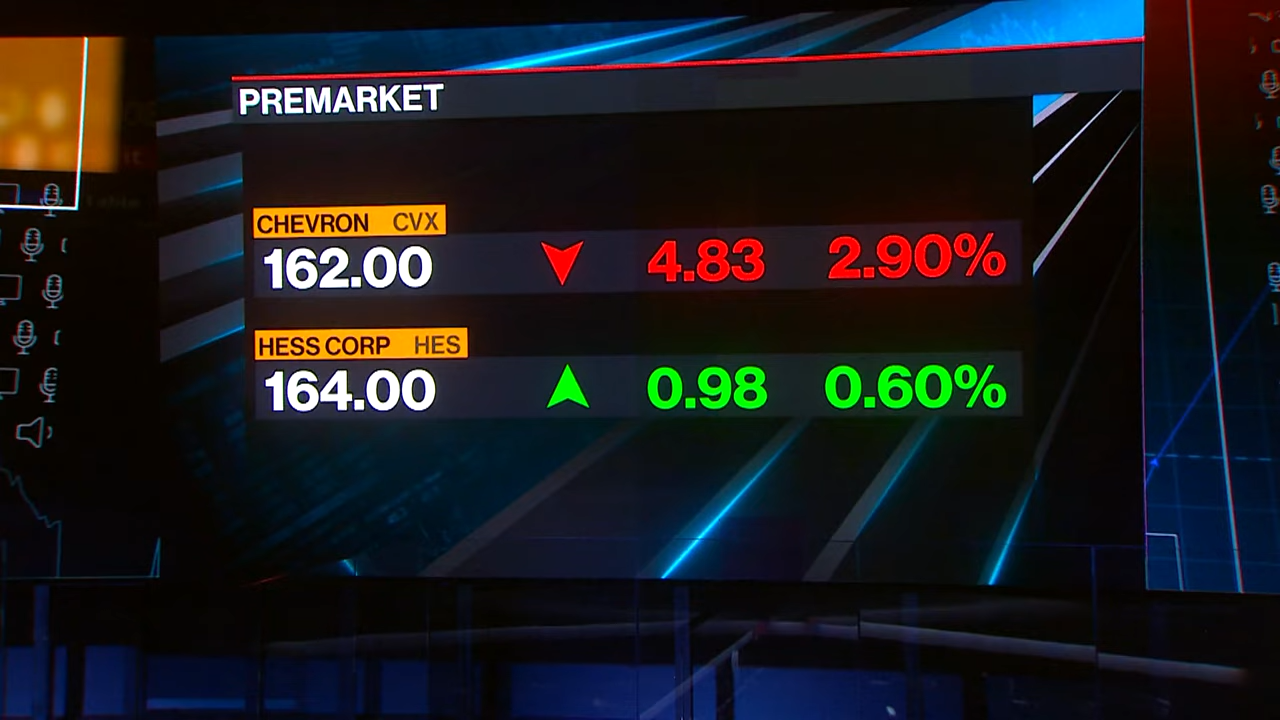 PREMARKET
CHEVRON CVX
162.00 4.83 2.90%
HESS CORP HES
164.00 0.98 0.60%